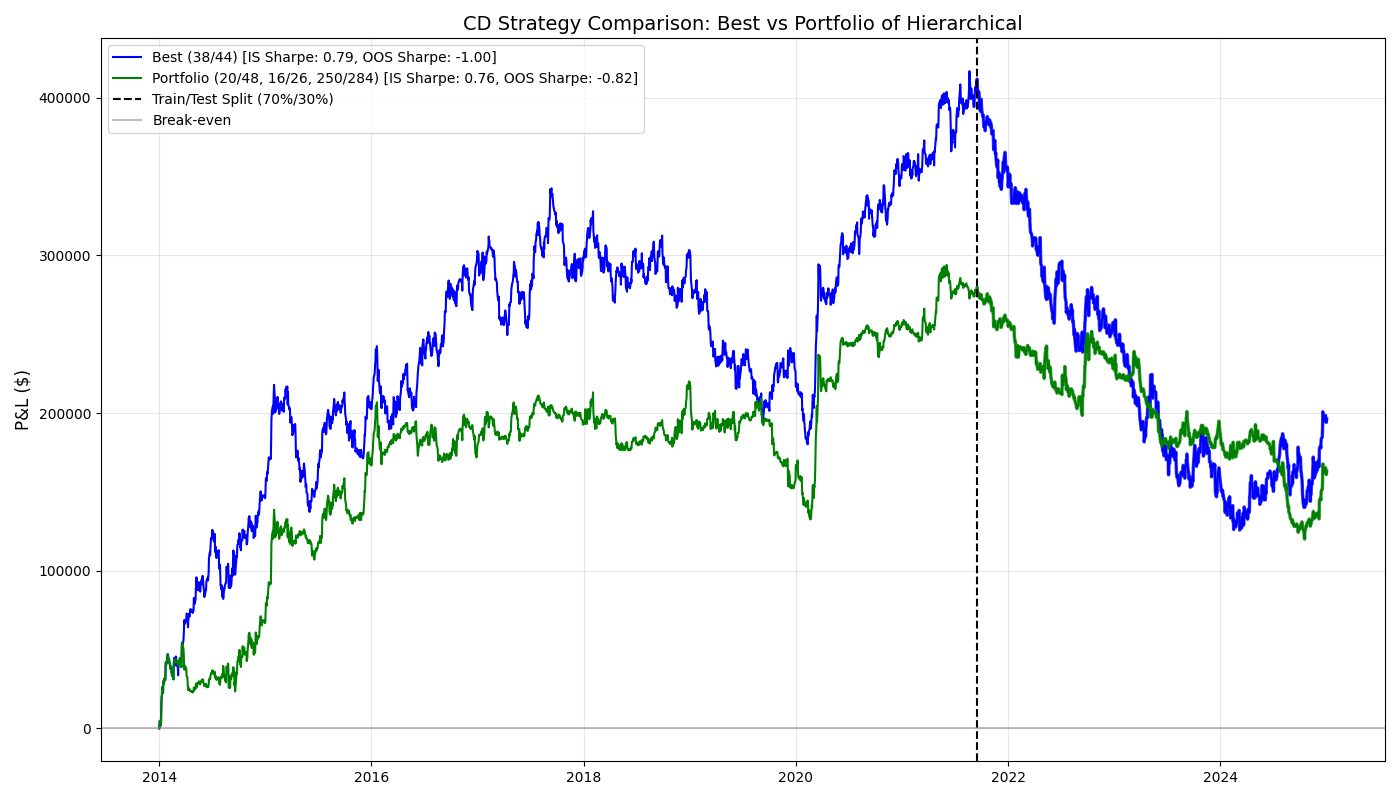 CD Strategy Comparison: Best vs Portfolio of Hierarchical
Best (38/44) [IS Sharpe: 0.79, OOS Sharpe: -1.00]
Portfolio (20/48, 16/26, 250/284) [IS Sharpe: 0.76, OOS Sharpe: -0.82]
Train/Test Split (70%/30%)
Break-even
P&L ($)
400000
300000
200000
100000
0
2014
2016
2018
2020
2022
2024